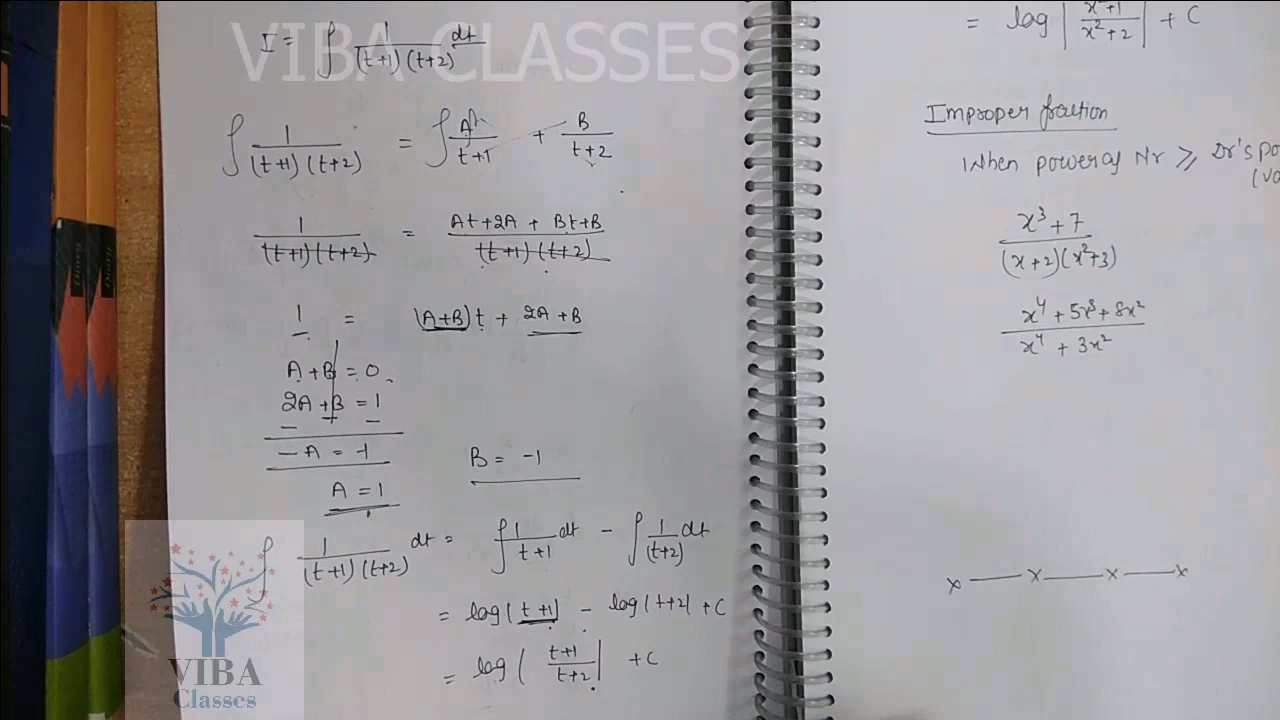 VIBA CLASSES
I = ∫ 1/((t+1)(t+2)) dt
∫ 1/((t+1)(t+2)) = ∫ A/(t+1) + B/(t+2)
1/((t+1)(t+2)) = (At+2A + Bt+B)/((t+1)(t+2))
1 = (A+B)t + 2A+B
A+B = 0
2A+B = 1
− − −
−A = −1
A = 1
B = −1
∫ 1/((t+1)(t+2)) dt = ∫ 1/(t+1) dt − ∫ 1/(t+2) dt
= log|t+1| − log|t+2| + C
= log|(t+1)/(t+2)| + C
VIBA
Classes
= log|(x²+1)/(x²+2)| + C
Improper fraction
When power of Nr ≥ Dr's
(x³+7)/((x+2)(x²+3))
(x⁴+5x³+8x²)/(x⁴+3x²)
x — x — x — x